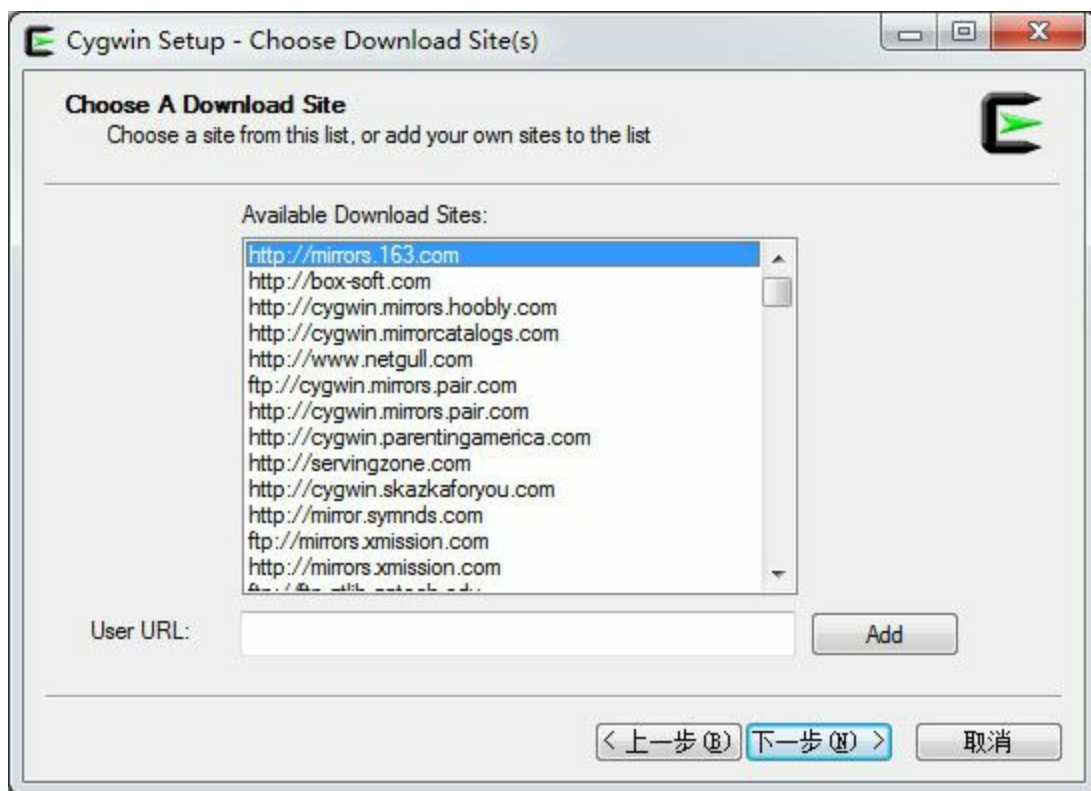 Cygwin Setup - Choose Download Site(s)
Choose A Download Site
Choose a site from this list, or add your own sites to the list
Available Download Sites:
http://mirrors.163.com
http://box-soft.com
http://cygwin.mirrors.hoobly.com
http://cygwin.mirrorcatalogs.com
http://www.netgull.com
ftp://cygwin.mirrors.pair.com
http://cygwin.mirrors.pair.com
http://cygwin.parentingamerica.com
http://servingzone.com
http://cygwin.skazkaforyou.com
http://mirror.symnds.com
ftp://mirrors.xmission.com
http://mirrors.xmission.com
User URL:
Add
< 上一步(B) 下一步(N) > 取消